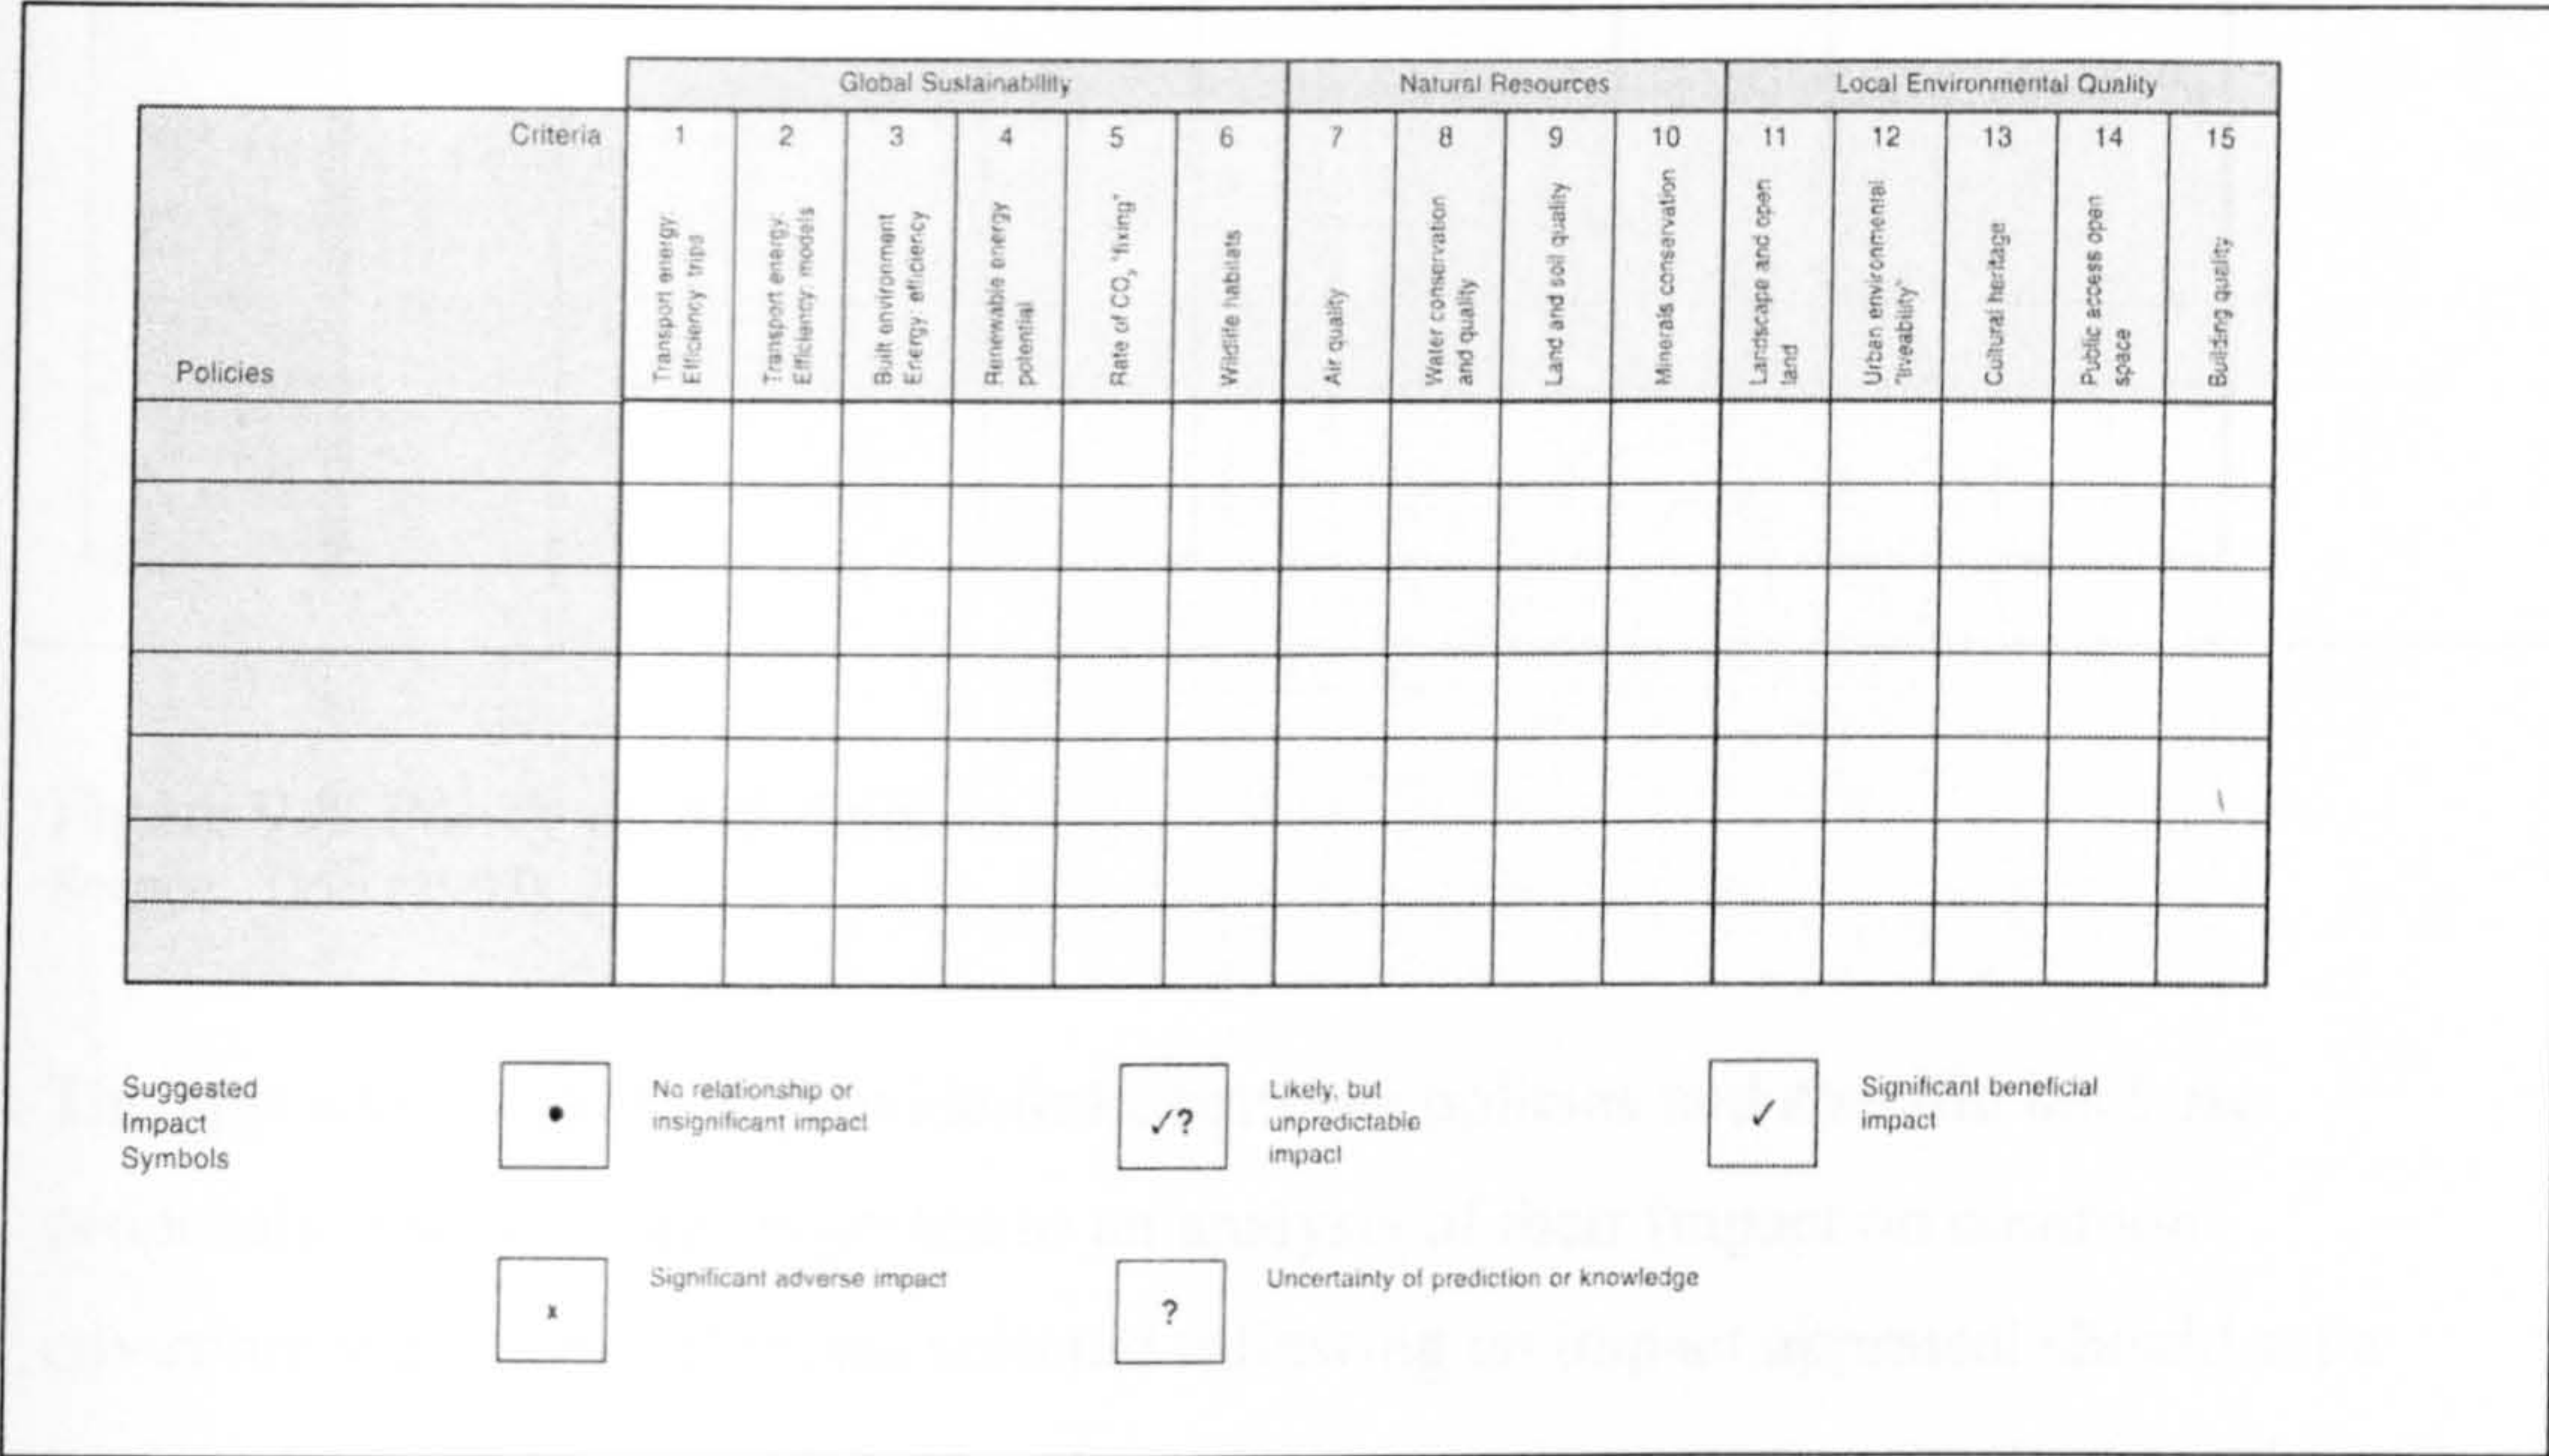 Global Sustainability
Natural Resources
Local Environmental Quality
Criteria
1
2
3
4
5
6
7
8
9
10
11
12
13
14
15
Policies
Transport energy:
Efficiency: trips
Transport energy:
Efficiency: models
Built environment
Energy: efficiency
Renewable energy
potential
Rate of CO₂ "fixing"
Wildlife habitats
Air quality
Water conservation
and quality
Land and soil quality
Minerals conservation
Landscape and open
land
Urban environmental
"liveability"
Cultural heritage
Public access open
space
Building quality
Suggested
Impact
Symbols
•
No relationship or
insignificant impact
✓?
Likely, but
unpredictable
impact
✓
Significant beneficial
impact
x
Significant adverse impact
?
Uncertainty of prediction or knowledge